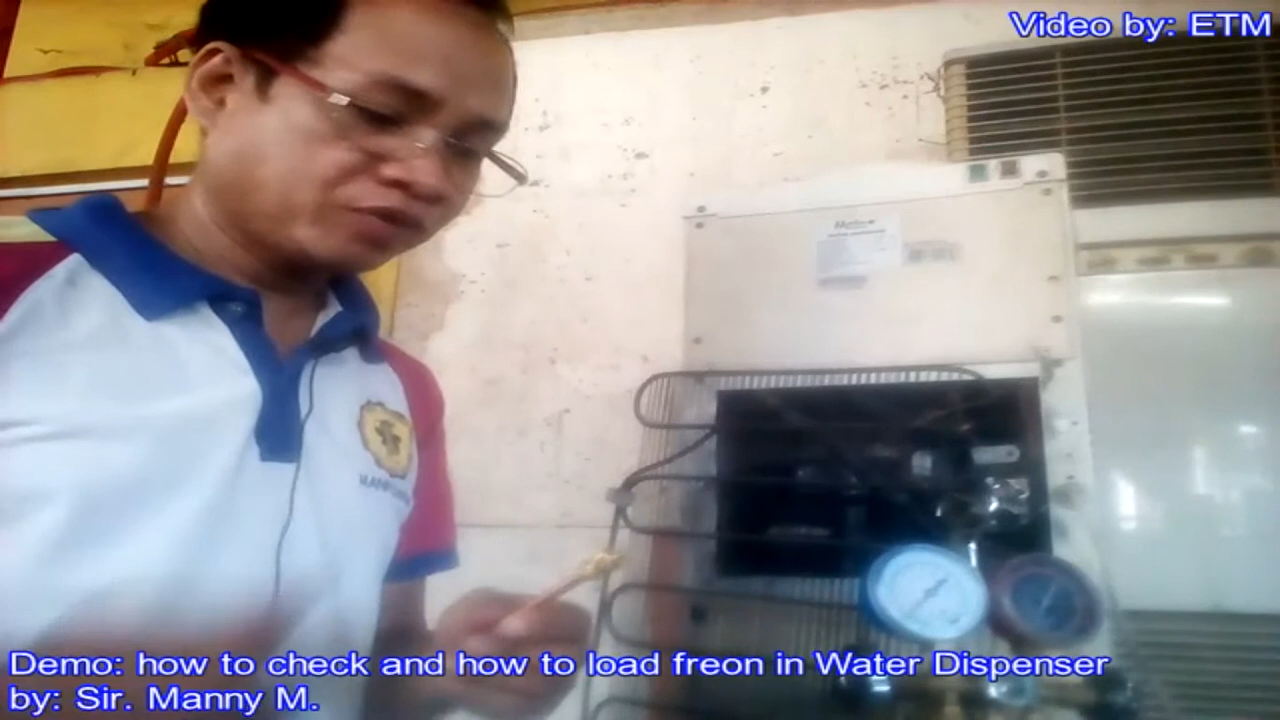 Video by: ETM
Demo: how to check and how to load freon in Water Dispenser
by: Sir. Manny M.